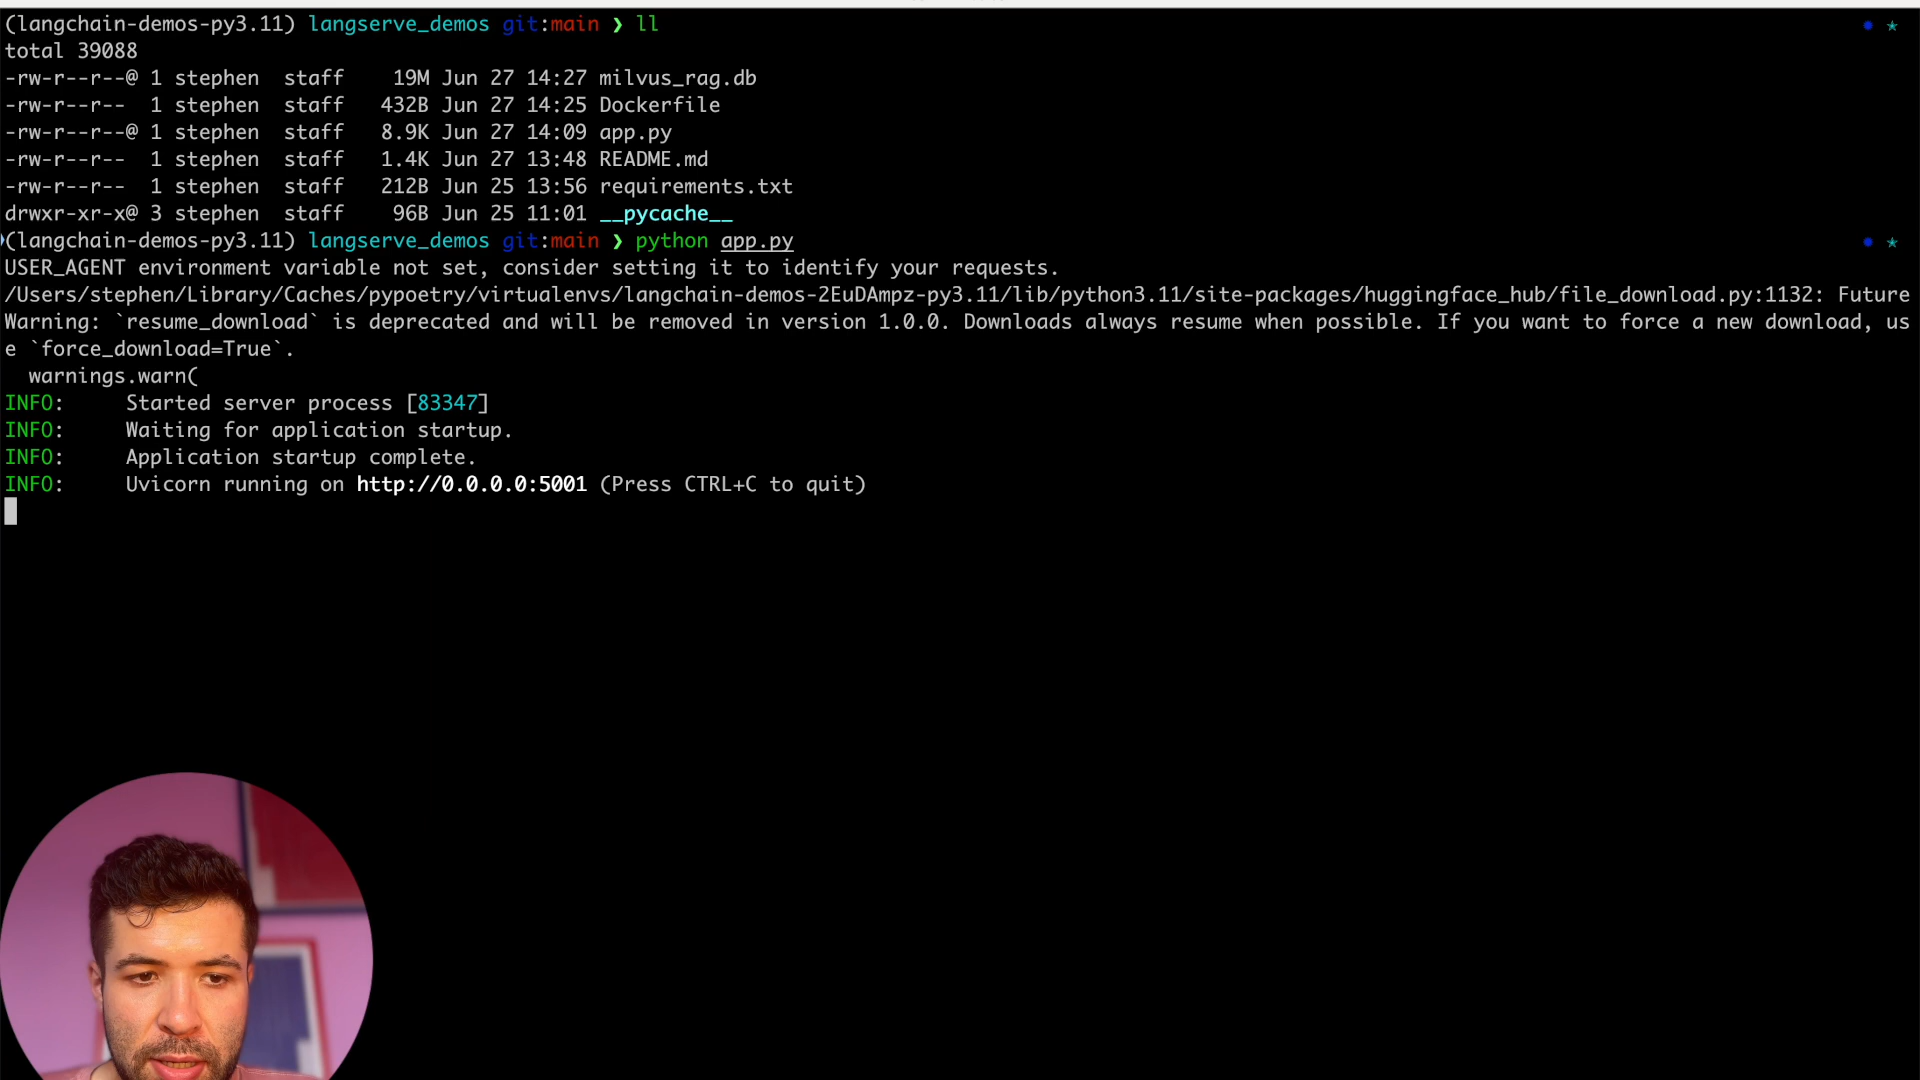 (langchain-demos-py3.11) langserve_demos git:main ❯ ll
total 39088
-rw-r--r--@ 1 stephen  staff    19M Jun 27 14:27 milvus_rag.db
-rw-r--r--  1 stephen  staff   432B Jun 27 14:25 Dockerfile
-rw-r--r--@ 1 stephen  staff   8.9K Jun 27 14:09 app.py
-rw-r--r--  1 stephen  staff   1.4K Jun 27 13:48 README.md
-rw-r--r--  1 stephen  staff   212B Jun 25 13:56 requirements.txt
drwxr-xr-x@ 3 stephen  staff    96B Jun 25 11:01 __pycache__
(langchain-demos-py3.11) langserve_demos git:main ❯ python app.py
USER_AGENT environment variable not set, consider setting it to identify your requests.
/Users/stephen/Library/Caches/pypoetry/virtualenvs/langchain-demos-2EuDAmpz-py3.11/lib/python3.11/site-packages/huggingface_hub/file_download.py:1132: Future
Warning: `resume_download` is deprecated and will be removed in version 1.0.0. Downloads always resume when possible. If you want to force a new download, us
e `force_download=True`.
  warnings.warn(
INFO:     Started server process [83347]
INFO:     Waiting for application startup.
INFO:     Application startup complete.
INFO:     Uvicorn running on http://0.0.0.0:5001 (Press CTRL+C to quit)